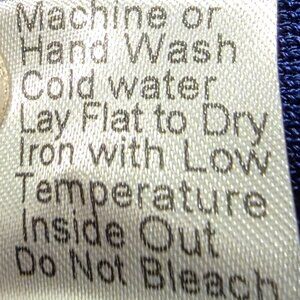 Machine or
Hand Wash
Cold water
Lay Flat to Dry
Iron with Low
Temperature
Inside Out
Do Not Bleach